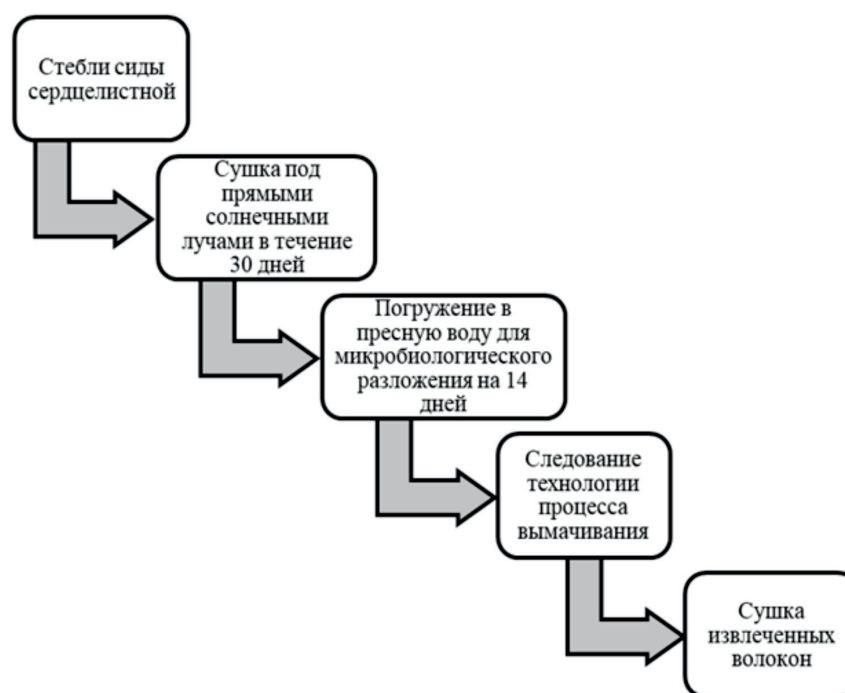 Стебли сиды
сердцелистной
Сушка под
прямыми
солнечными
лучами в течение
30 дней
Погружение в
пресную воду для
микробиологического
разложения на 14
дней
Следование
технологии
процесса
вымачивания
Сушка
извлеченных
волокон